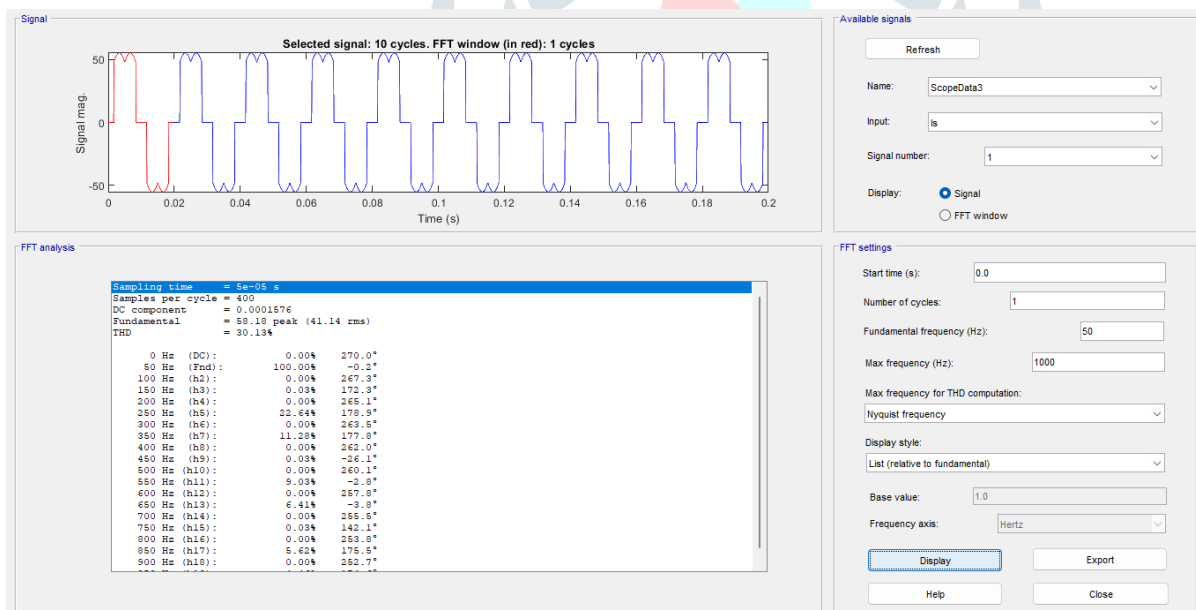 Signal
Selected signal: 10 cycles. FFT window (in red): 1 cycles
50
0
-50
Signal mag.
0 0.02 0.04 0.06 0.08 0.1 0.12 0.14 0.16 0.18 0.2
Time (s)
Available signals
Refresh
Name: ScopeData3
Input: Is
Signal number: 1
Display: Signal
FFT window
FFT analysis
Sampling time = 5e-05 s
Samples per cycle = 400
DC component = 0.0001576
Fundamental = 58.18 peak (41.14 rms)
THD = 30.13%
0 Hz (DC): 0.00% 270.0°
50 Hz (Fnd): 100.00% -0.2°
100 Hz (h2): 0.00% 267.3°
150 Hz (h3): 0.03% 172.3°
200 Hz (h4): 0.00% 265.1°
250 Hz (h5): 22.64% 178.9°
300 Hz (h6): 0.00% 263.5°
350 Hz (h7): 11.28% 177.8°
400 Hz (h8): 0.00% 262.0°
450 Hz (h9): 0.03% -26.1°
500 Hz (h10): 0.00% 260.1°
550 Hz (h11): 9.03% -2.8°
600 Hz (h12): 0.00% 257.8°
650 Hz (h13): 6.41% -3.8°
700 Hz (h14): 0.00% 255.5°
750 Hz (h15): 0.03% 142.1°
800 Hz (h16): 0.00% 253.8°
850 Hz (h17): 5.62% 175.5°
900 Hz (h18): 0.00% 252.7°
FFT settings
Start time (s): 0.0
Number of cycles: 1
Fundamental frequency (Hz): 50
Max frequency (Hz): 1000
Max frequency for THD computation:
Nyquist frequency
Display style:
List (relative to fundamental)
Base value: 1.0
Frequency axis: Hertz
Display Export
Help Close